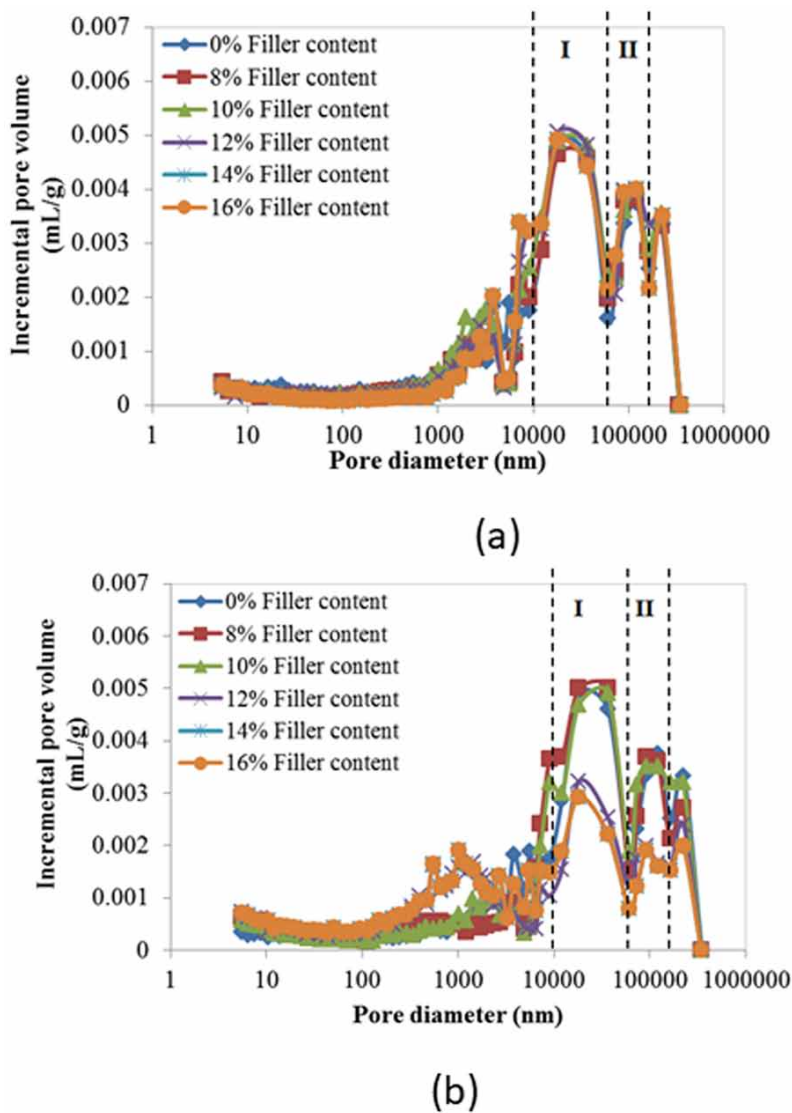 0.007
0.006
0.005
0.004
0.003
0.002
0.001
0
Incremental pore volume
(mL/g)
0% Filler content
8% Filler content
10% Filler content
12% Filler content
14% Filler content
16% Filler content
I II
1 10 100 1000 10000 100000 1000000
Pore diameter (nm)
(a)
0.007
0.006
0.005
0.004
0.003
0.002
0.001
0
Incremental pore volume
(mL/g)
0% Filler content
8% Filler content
10% Filler content
12% Filler content
14% Filler content
16% Filler content
I II
1 10 100 1000 10000 100000 1000000
Pore diameter (nm)
(b)